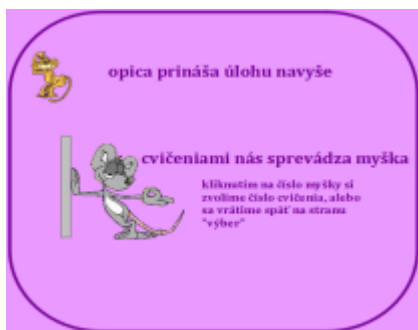 opica prináša úlohu navyše
cvičeniami nás sprevádza myška
kliknutím na číslo myšky si
zvolíme číslo cvičenia, alebo
sa vrátime späť na stranu
"výber"